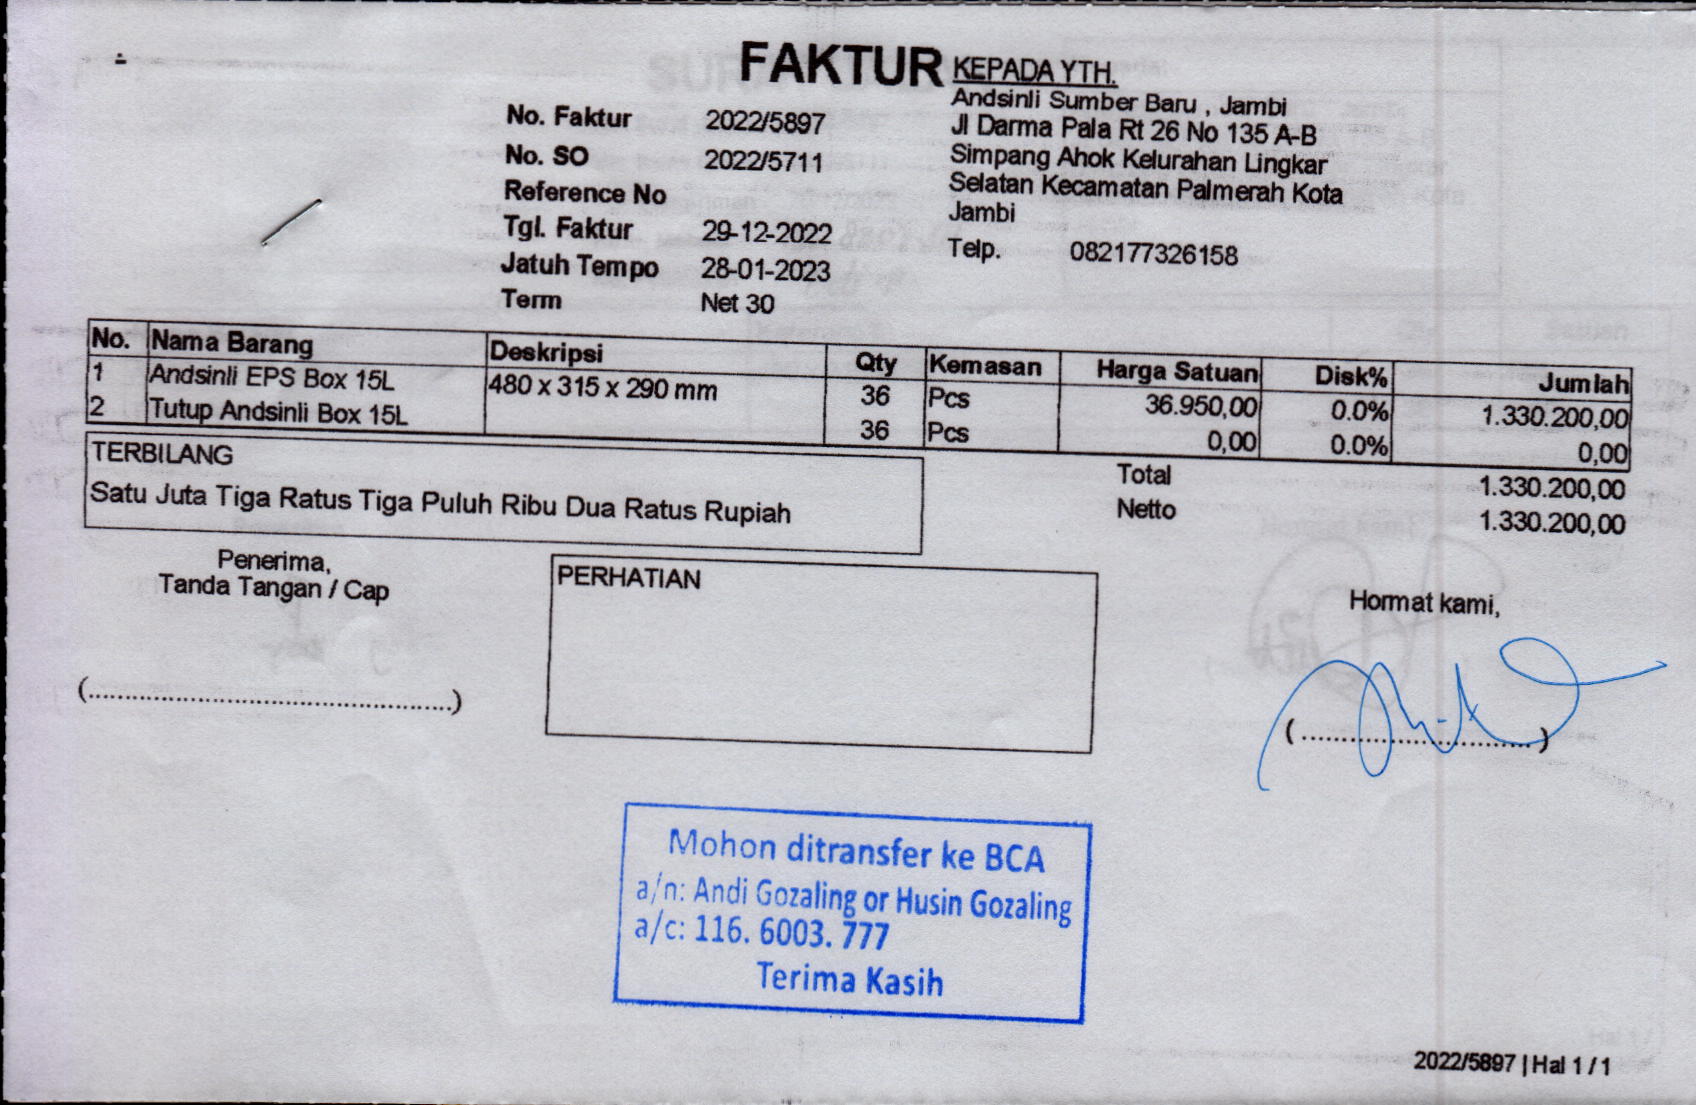 FAKTUR
KEPADA YTH.
Andsinli Sumber Baru , Jambi
Jl Darma Pala Rt 26 No 135 A-B
Simpang Ahok Kelurahan Lingkar
Selatan Kecamatan Palmerah Kota
Jambi
Telp. 082177326158
No. Faktur 2022/5897
No. SO 2022/5711
Reference No
Tgl. Faktur 29-12-2022
Jatuh Tempo 28-01-2023
Term Net 30
No. Nama Barang Deskripsi Qty Kemasan Harga Satuan Disk% Jumlah
1 Andsinli EPS Box 15L 480 x 315 x 290 mm 36 Pcs 36.950,00 0.0% 1.330.200,00
2 Tutup Andsinli Box 15L 36 Pcs 0,00 0.0% 0,00
TERBILANG
Satu Juta Tiga Ratus Tiga Puluh Ribu Dua Ratus Rupiah
Total 1.330.200,00
Netto 1.330.200,00
Penerima,
Tanda Tangan / Cap
(..................................................)
PERHATIAN
Hormat kami,
(................................)
Mohon ditransfer ke BCA
a/n: Andi Gozaling or Husin Gozaling
a/c: 116. 6003. 777
Terima Kasih
2022/5897 | Hal 1 / 1